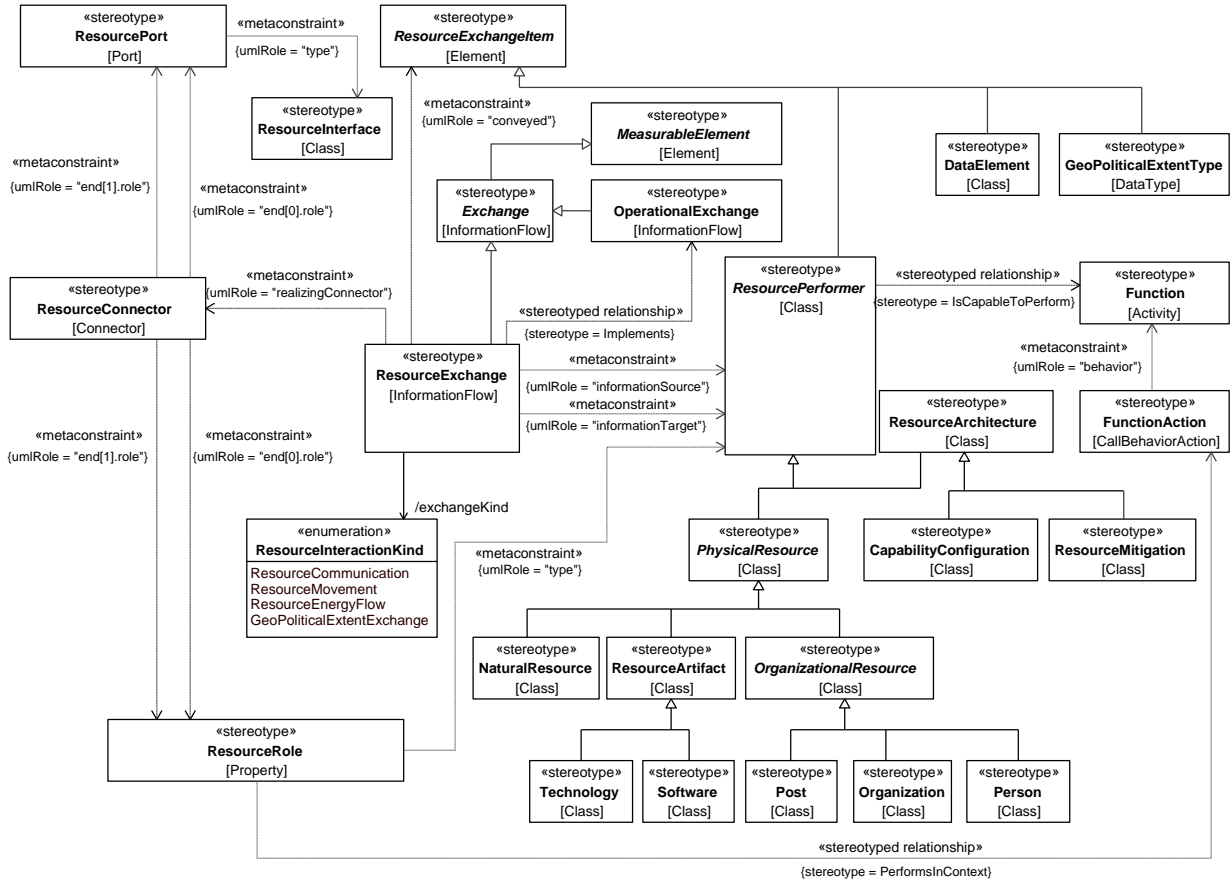 «stereotype»
ResourcePort
[Port]
«metaconstraint»
{umlRole = "type"}
«stereotype»
ResourceExchangeItem
[Element]
«stereotype»
ResourceInterface
[Class]
«metaconstraint»
{umlRole = "conveyed"}
«stereotype»
MeasurableElement
[Element]
«stereotype»
DataElement
[Class]
«stereotype»
GeoPoliticalExtentType
[DataType]
«metaconstraint»
{umlRole = "end[1].role"}
«metaconstraint»
{umlRole = "end[0].role"}
«stereotype»
Exchange
[InformationFlow]
«stereotype»
OperationalExchange
[InformationFlow]
«stereotype»
ResourceConnector
[Connector]
«metaconstraint»
{umlRole = "realizingConnector"}
«stereotype»
ResourcePerformer
[Class]
«stereotyped relationship»
{stereotype = IsCapableToPerform}
«stereotype»
Function
[Activity]
«stereotyped relationship»
{stereotype = Implements}
«stereotype»
ResourceExchange
[InformationFlow]
«metaconstraint»
{umlRole = "informationSource"}
«metaconstraint»
{umlRole = "informationTarget"}
«metaconstraint»
{umlRole = "behavior"}
«stereotype»
ResourceArchitecture
[Class]
«stereotype»
FunctionAction
[CallBehaviorAction]
«metaconstraint»
{umlRole = "end[1].role"}
«metaconstraint»
{umlRole = "end[0].role"}
/exchangeKind
«enumeration»
ResourceInteractionKind
ResourceCommunication
ResourceMovement
ResourceEnergyFlow
GeoPoliticalExtentExchange
«metaconstraint»
{umlRole = "type"}
«stereotype»
PhysicalResource
[Class]
«stereotype»
CapabilityConfiguration
[Class]
«stereotype»
ResourceMitigation
[Class]
«stereotype»
NaturalResource
[Class]
«stereotype»
ResourceArtifact
[Class]
«stereotype»
OrganizationalResource
[Class]
«stereotype»
ResourceRole
[Property]
«stereotype»
Technology
[Class]
«stereotype»
Software
[Class]
«stereotype»
Post
[Class]
«stereotype»
Organization
[Class]
«stereotype»
Person
[Class]
«stereotyped relationship»
{stereotype = PerformsInContext}